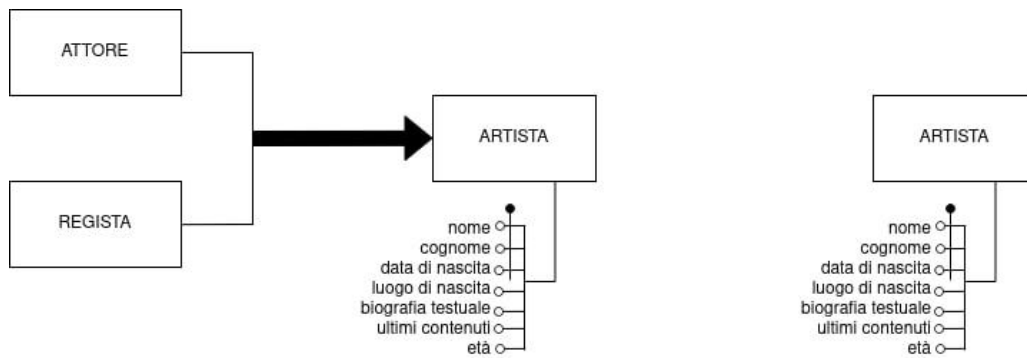 ATTORE
REGISTA
ARTISTA
nome
cognome
data di nascita
luogo di nascita
biografia testuale
ultimi contenuti
età
ARTISTA
nome
cognome
data di nascita
luogo di nascita
biografia testuale
ultimi contenuti
età